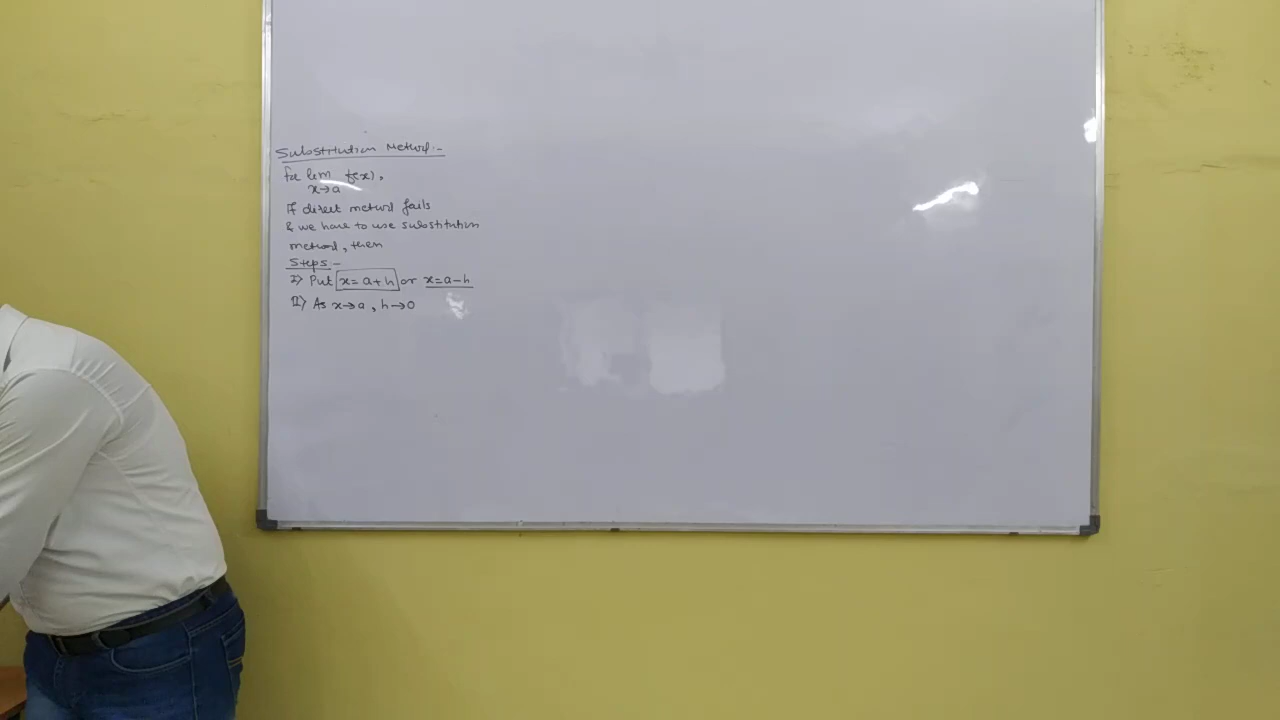 Substitution Method:-
For lim f(x),
x→a
If direct method fails
& we have to use substitution
method, then
Steps:-
I> Put x=a+h or x=a-h
II> As x→a, h→0